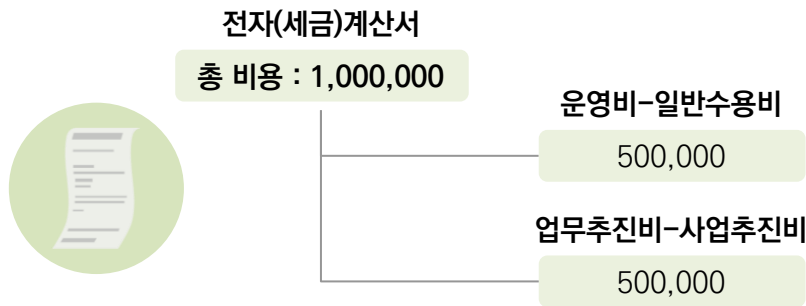 전자(세금)계산서
총 비용 : 1,000,000
운영비-일반수용비
500,000
업무추진비-사업추진비
500,000